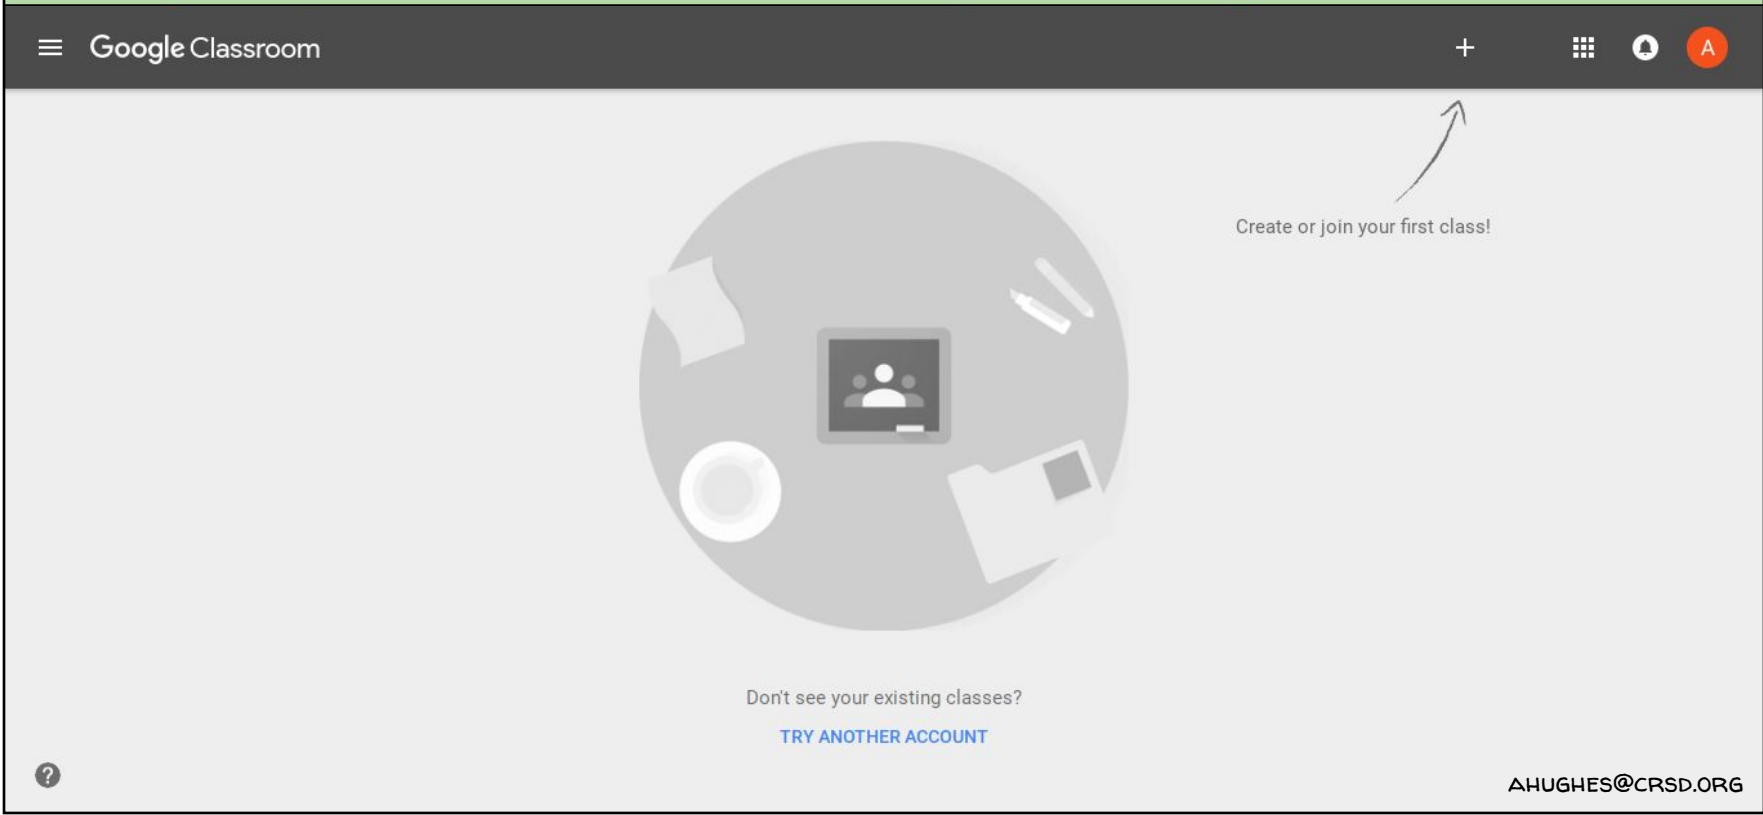 Google Classroom
A
Create or join your first class!
Don't see your existing classes?
TRY ANOTHER ACCOUNT
?
AHUGHES@CRSD.ORG